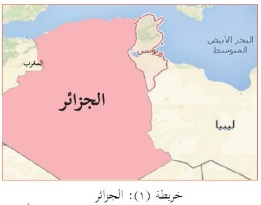 البحر الأبيض
المتوسط
تونس
المغرب
الجزائر
ليبيا
خريطة (١): الجزائر